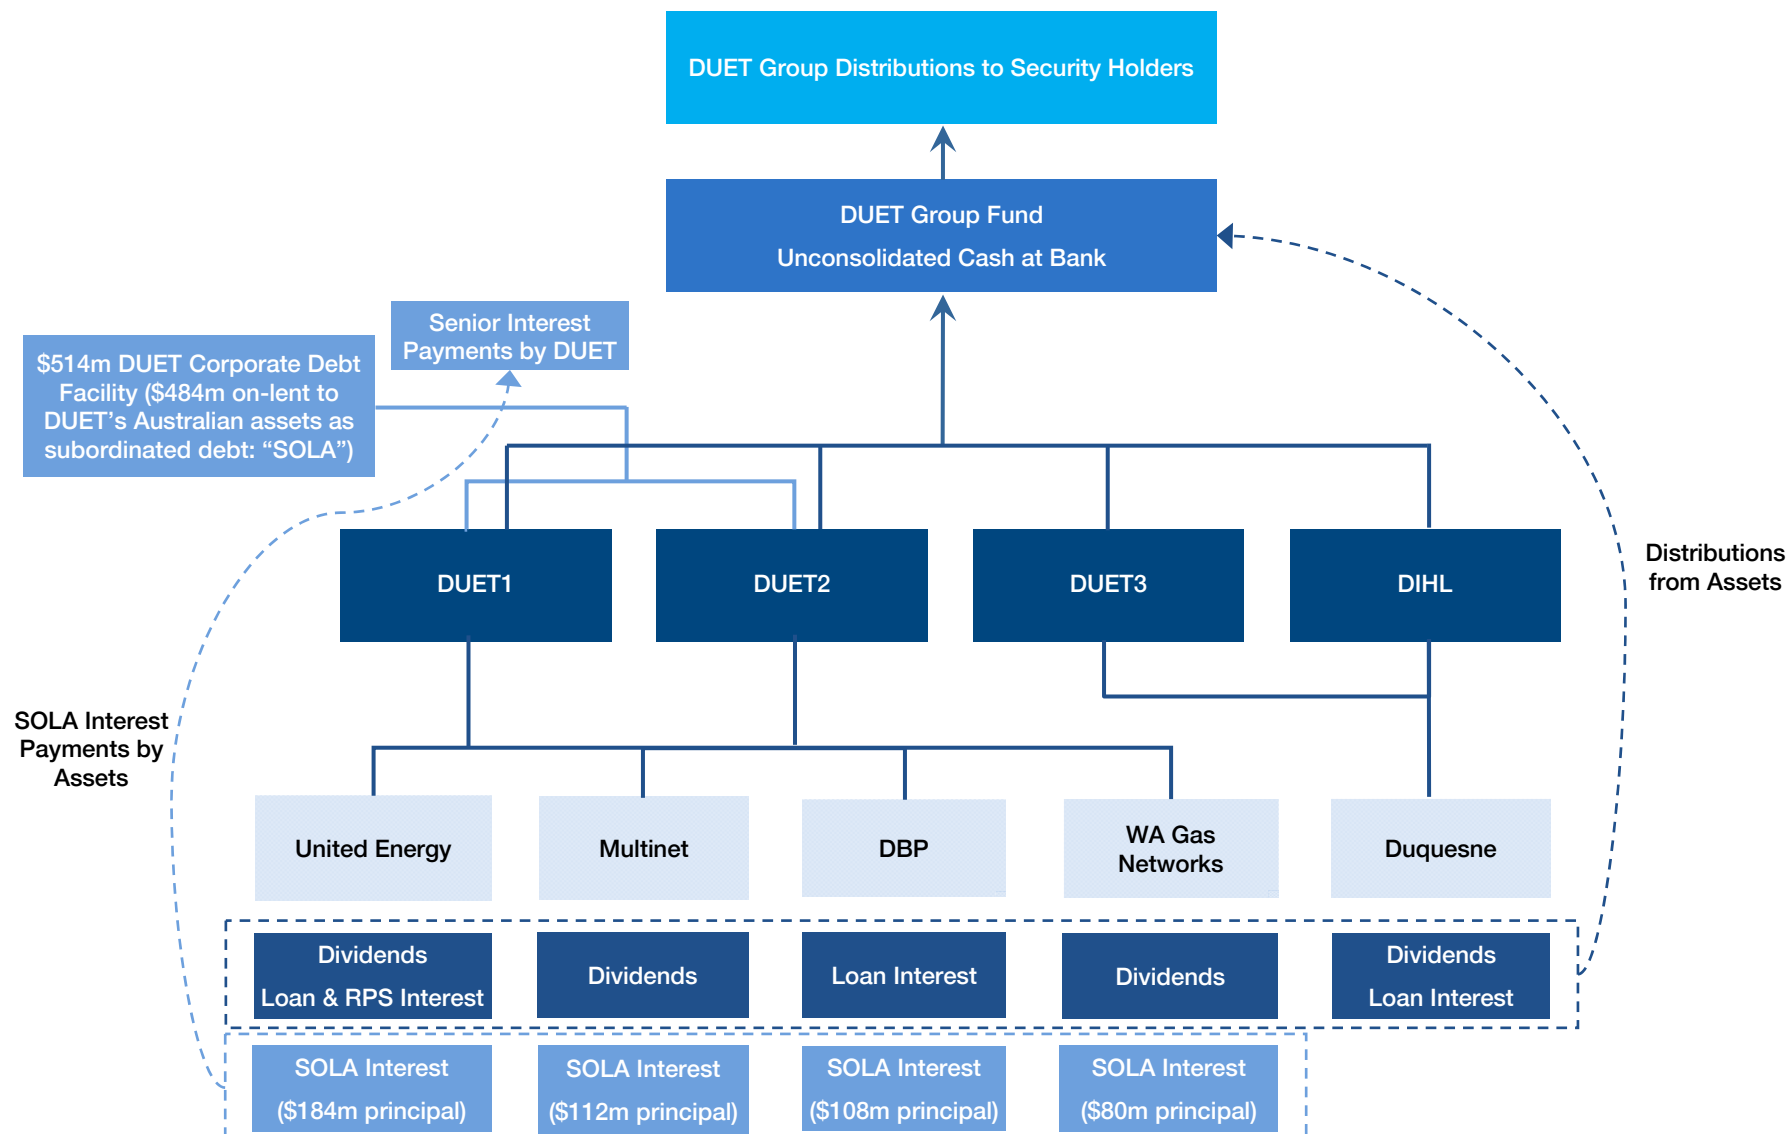 DUET Group Distributions to Security Holders
DUET Group Fund
Unconsolidated Cash at Bank
Senior Interest
Payments by DUET
$514m DUET Corporate Debt
Facility ($484m on-lent to
DUET’s Australian assets as
subordinated debt: “SOLA”)
DUET1
DUET2
DUET3
DIHL
Distributions
from Assets
SOLA Interest
Payments by
Assets
United Energy
Multinet
DBP
WA Gas
Networks
Duquesne
Dividends
Loan & RPS Interest
Dividends
Loan Interest
Dividends
Dividends
Loan Interest
SOLA Interest
($184m principal)
SOLA Interest
($112m principal)
SOLA Interest
($108m principal)
SOLA Interest
($80m principal)